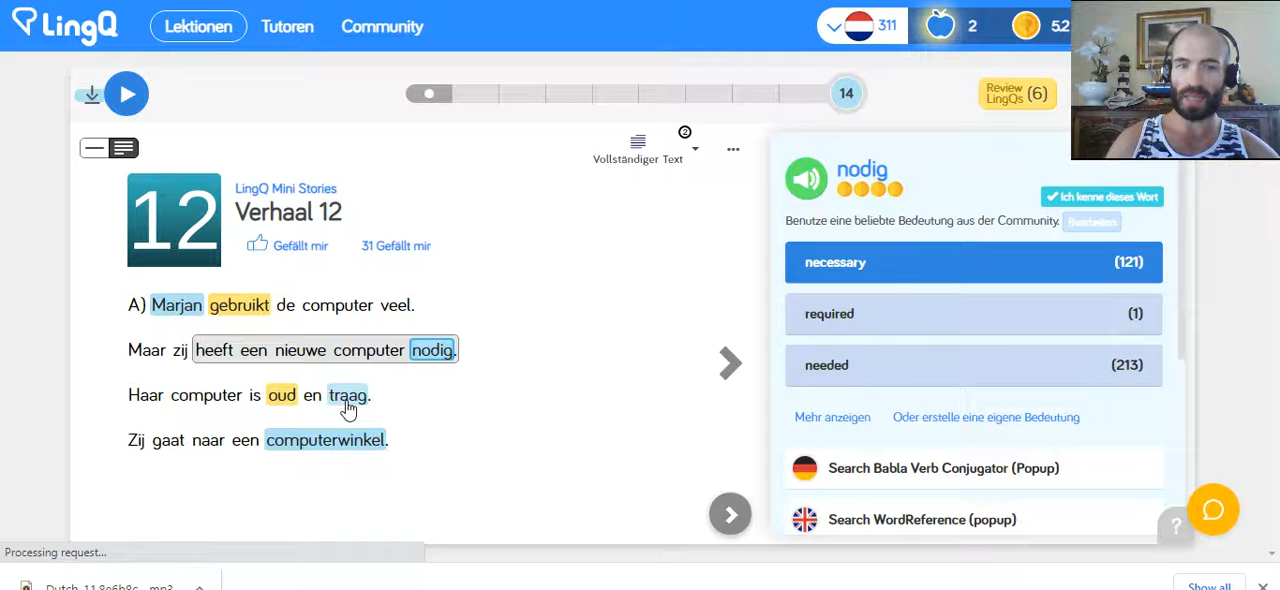 LingQ Lektionen Tutoren Community 311 2 52
14
Review LingQs (6)
2
Vollständiger Text
12
LingQ Mini Stories
Verhaal 12
Gefällt mir 31 Gefällt mir
A) Marjan gebruikt de computer veel.
Maar zij heeft een nieuwe computer nodig.
Haar computer is oud en traag.
Zij gaat naar een computerwinkel.
nodig
Ich kenne dieses Wort
Benutze eine beliebte Bedeutung aus der Community. Bearbeiten
necessary (121)
required (1)
needed (213)
Mehr anzeigen Oder erstelle eine eigene Bedeutung
Search Babla Verb Conjugator (Popup)
Search WordReference (popup)
?
Processing request...
Dutch_11.8e6b8c....mp3
Show all